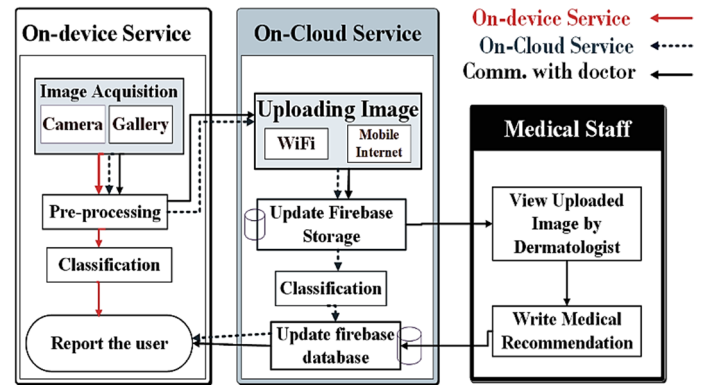 On-device Service
On-Cloud Service
On-device Service
On-Cloud Service
Comm. with doctor
Image Acquisition
Camera
Gallery
Pre-processing
Classification
Report the user
Uploading Image
WiFi
Mobile
Internet
Update Firebase
Storage
Classification
Update firebase
database
Medical Staff
View Uploaded
Image by
Dermatologist
Write Medical
Recommendation